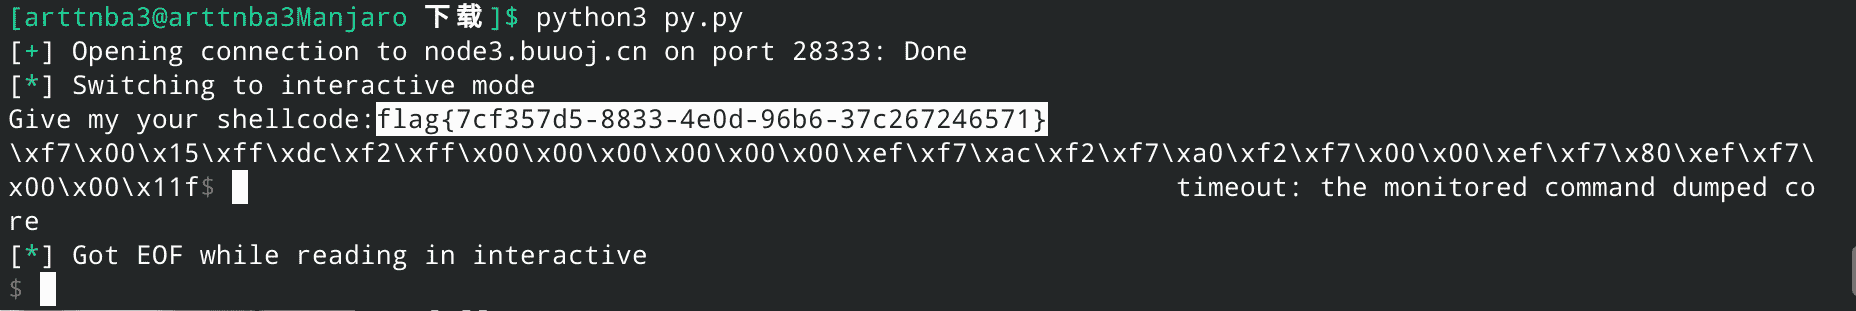 [arttnba3@arttnba3Manjaro 下载]$ python3 py.py
[+] Opening connection to node3.buuoj.cn on port 28333: Done
[*] Switching to interactive mode
Give my your shellcode:flag{7cf357d5-8833-4e0d-96b6-37c267246571}
\xf7\x00\x15\xff\xdc\xf2\xff\x00\x00\x00\x00\x00\x00\xef\xf7\xac\xf2\xf7\xa0\xf2\xf7\x00\x00\xef\xf7\x80\xef\xf7\
x00\x00\x11f$ timeout: the monitored command dumped co
re
[*] Got EOF while reading in interactive
$